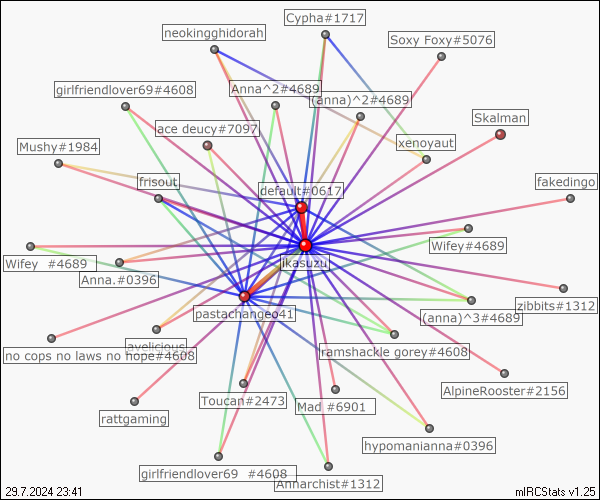 Cypha#1717
neokingghidorah
Soxy Foxy#5076
girlfriendlover69#4608
Anna^2#4689
(anna)^2#4689
Skalman
ace deucy#7097
Mushy#1984
xenoyaut
frisout
default#0617
fakedingo
Wifey#4689
Wifey #4689
ikasuzu
Anna.#0396
zibbits#1312
pastachangeo41
(anna)^3#4689
no cops no laws no hope#4608
ramshackle gorey#4608
AlpineRooster#2156
Toucan#2473
Mad #6901
rattgaming
hypomanianna#0396
girlfriendlover69 #4608
Annarchist#1312
29.7.2024 23:41
mIRCStats v1.25